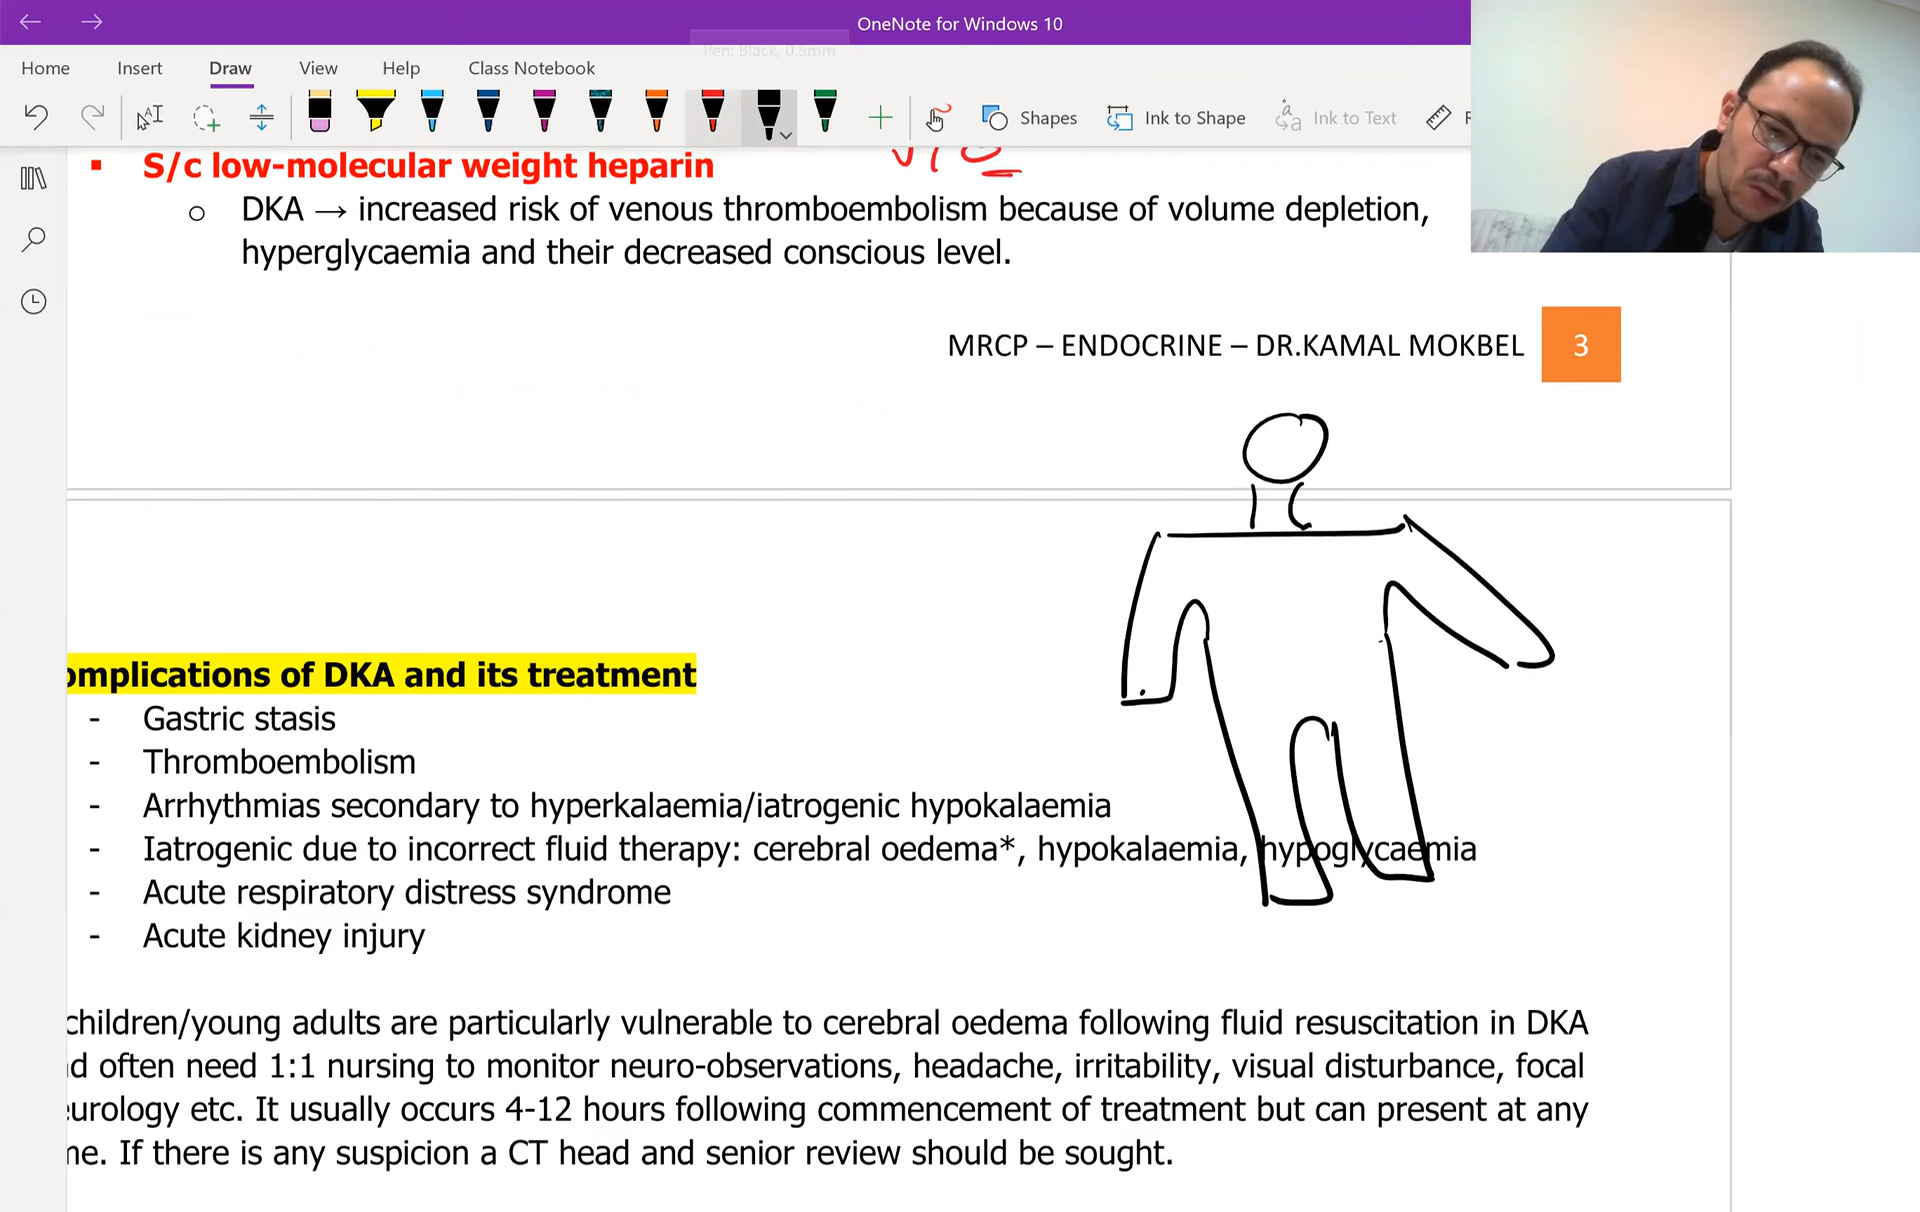 OneNote for Windows 10
Pen: Black, 0.5mm
Home Insert Draw View Help Class Notebook
Shapes Ink to Shape Ink to Text
▪ S/c low-molecular weight heparin
o DKA → increased risk of venous thromboembolism because of volume depletion,
hyperglycaemia and their decreased conscious level.
MRCP – ENDOCRINE – DR.KAMAL MOKBEL 3
omplications of DKA and its treatment
- Gastric stasis
- Thromboembolism
- Arrhythmias secondary to hyperkalaemia/iatrogenic hypokalaemia
- Iatrogenic due to incorrect fluid therapy: cerebral oedema*, hypokalaemia, hypoglycaemia
- Acute respiratory distress syndrome
- Acute kidney injury
children/young adults are particularly vulnerable to cerebral oedema following fluid resuscitation in DKA
d often need 1:1 nursing to monitor neuro-observations, headache, irritability, visual disturbance, focal
urology etc. It usually occurs 4-12 hours following commencement of treatment but can present at any
me. If there is any suspicion a CT head and senior review should be sought.